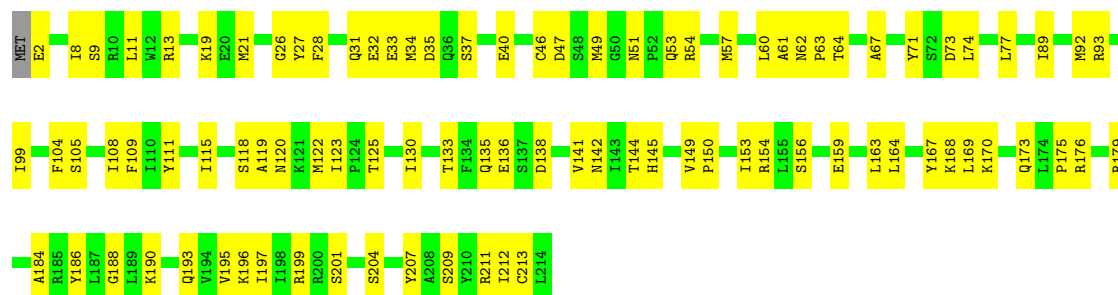 MET E2 I8 S9 R10 L11 W12 R13 K19 E20 M21 G26 Y27 F28 Q31 E32 E33 M34 D35 Q36 S37 E40 C46 D47 S48 M49 G50 N51 P52 Q53 R54 M57 L60 A61 N62 P63 T64 A67 Y71 S72 D73 L74 L77 I89 M92 R93
I99 F104 S105 I108 F109 I110 Y111 I115 S118 A119 N120 K121 M122 I123 P124 T125 I130 T133 F134 Q135 E136 S137 D138 V141 N142 I143 T144 H145 V149 P150 I153 R154 L155 S156 E159 L163 L164 Y167 K168 L169 K170 Q173 L174 P175 R176 R179
A184 R185 Y186 L187 G188 L189 K190 Q193 V194 V195 K196 I197 I198 R199 R200 S201 S204 Y207 A208 S209 Y210 R211 I212 C213 L214